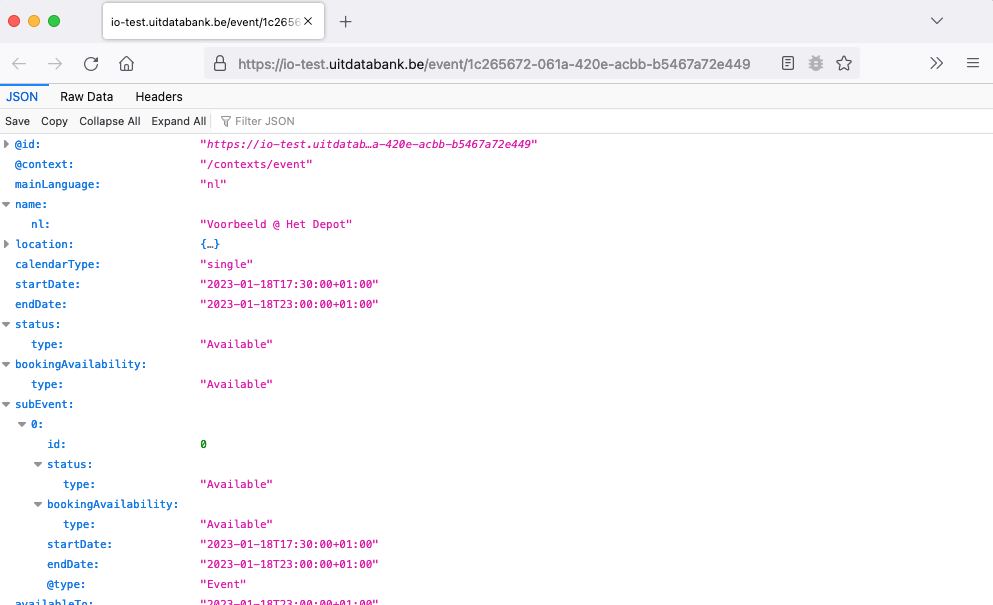 io-test.uitdatabank.be/event/1c2656
https://io-test.uitdatabank.be/event/1c265672-061a-420e-acbb-b5467a72e449
JSON Raw Data Headers
Save Copy Collapse All Expand All Filter JSON
@id: "https://io-test.uitdatab…a-420e-acbb-b5467a72e449"
@context: "/contexts/event"
mainLanguage: "nl"
name:
nl: "Voorbeeld @ Het Depot"
location: {…}
calendarType: "single"
startDate: "2023-01-18T17:30:00+01:00"
endDate: "2023-01-18T23:00:00+01:00"
status:
type: "Available"
bookingAvailability:
type: "Available"
subEvent:
0:
id: 0
status:
type: "Available"
bookingAvailability:
type: "Available"
startDate: "2023-01-18T17:30:00+01:00"
endDate: "2023-01-18T23:00:00+01:00"
@type: "Event"
availableTo: "2023-01-18T23:00:00+01:00"